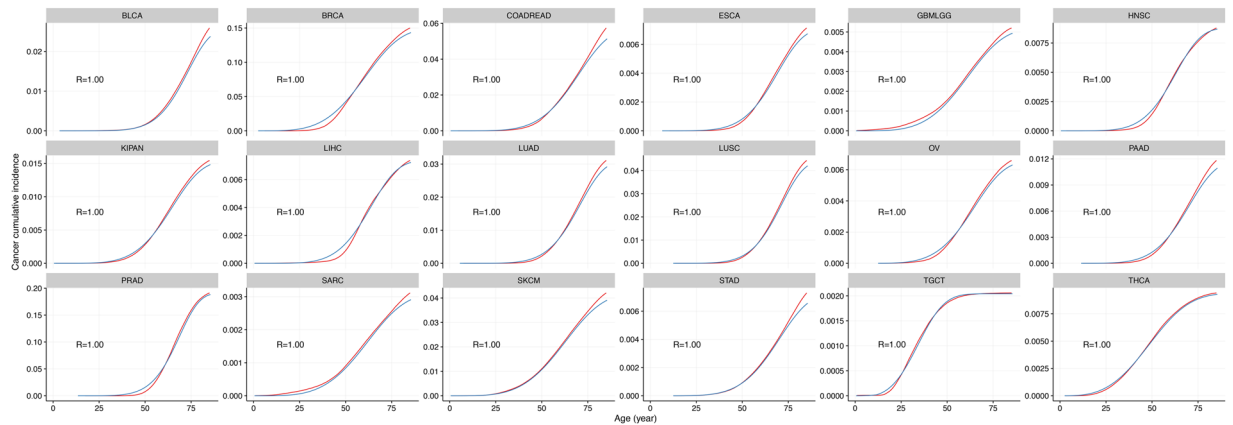 BLCA BRCA COADREAD ESCA GBMLGG HNSC
0.02 0.01 0.00
R=1.00
0 25 50 75
0.15 0.10 0.05 0.00
R=1.00
0 25 50 75
0.06 0.04 0.02 0.00
R=1.00
0 25 50 75
0.006 0.004 0.002 0.000
R=1.00
0 25 50 75
0.005 0.004 0.003 0.002 0.001 0.000
R=1.00
0 25 50 75
0.0075 0.0050 0.0025 0.0000
R=1.00
0 25 50 75
Cancer cumulative incidence
KIPAN LIHC LUAD LUSC OV PAAD
0.015 0.010 0.005 0.000
R=1.00
0.006 0.004 0.002 0.000
R=1.00
0.03 0.02 0.01 0.00
R=1.00
0.04 0.03 0.02 0.01 0.00
R=1.00
0.006 0.004 0.002 0.000
R=1.00
0.012 0.009 0.006 0.003 0.000
R=1.00
PRAD SARC SKCM STAD TGCT THCA
0.20 0.15 0.10 0.05 0.00
R=1.00
0.003 0.002 0.001 0.000
R=1.00
0.04 0.03 0.02 0.01 0.00
R=1.00
0.006 0.004 0.002 0.000
R=1.00
0.0020 0.0015 0.0010 0.0005 0.0000
R=1.00
0.0075 0.0050 0.0025 0.0000
R=1.00
Age (year)